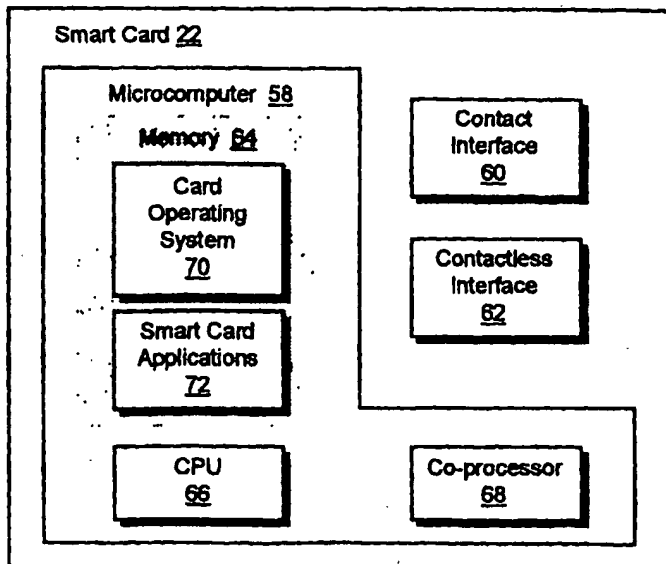 Smart Card 22
Microcomputer 58
Memory 64
Card
Operating
System
70
Smart Card
Applications
72
CPU
66
Contact
Interface
60
Contactless
Interface
62
Co-processor
68